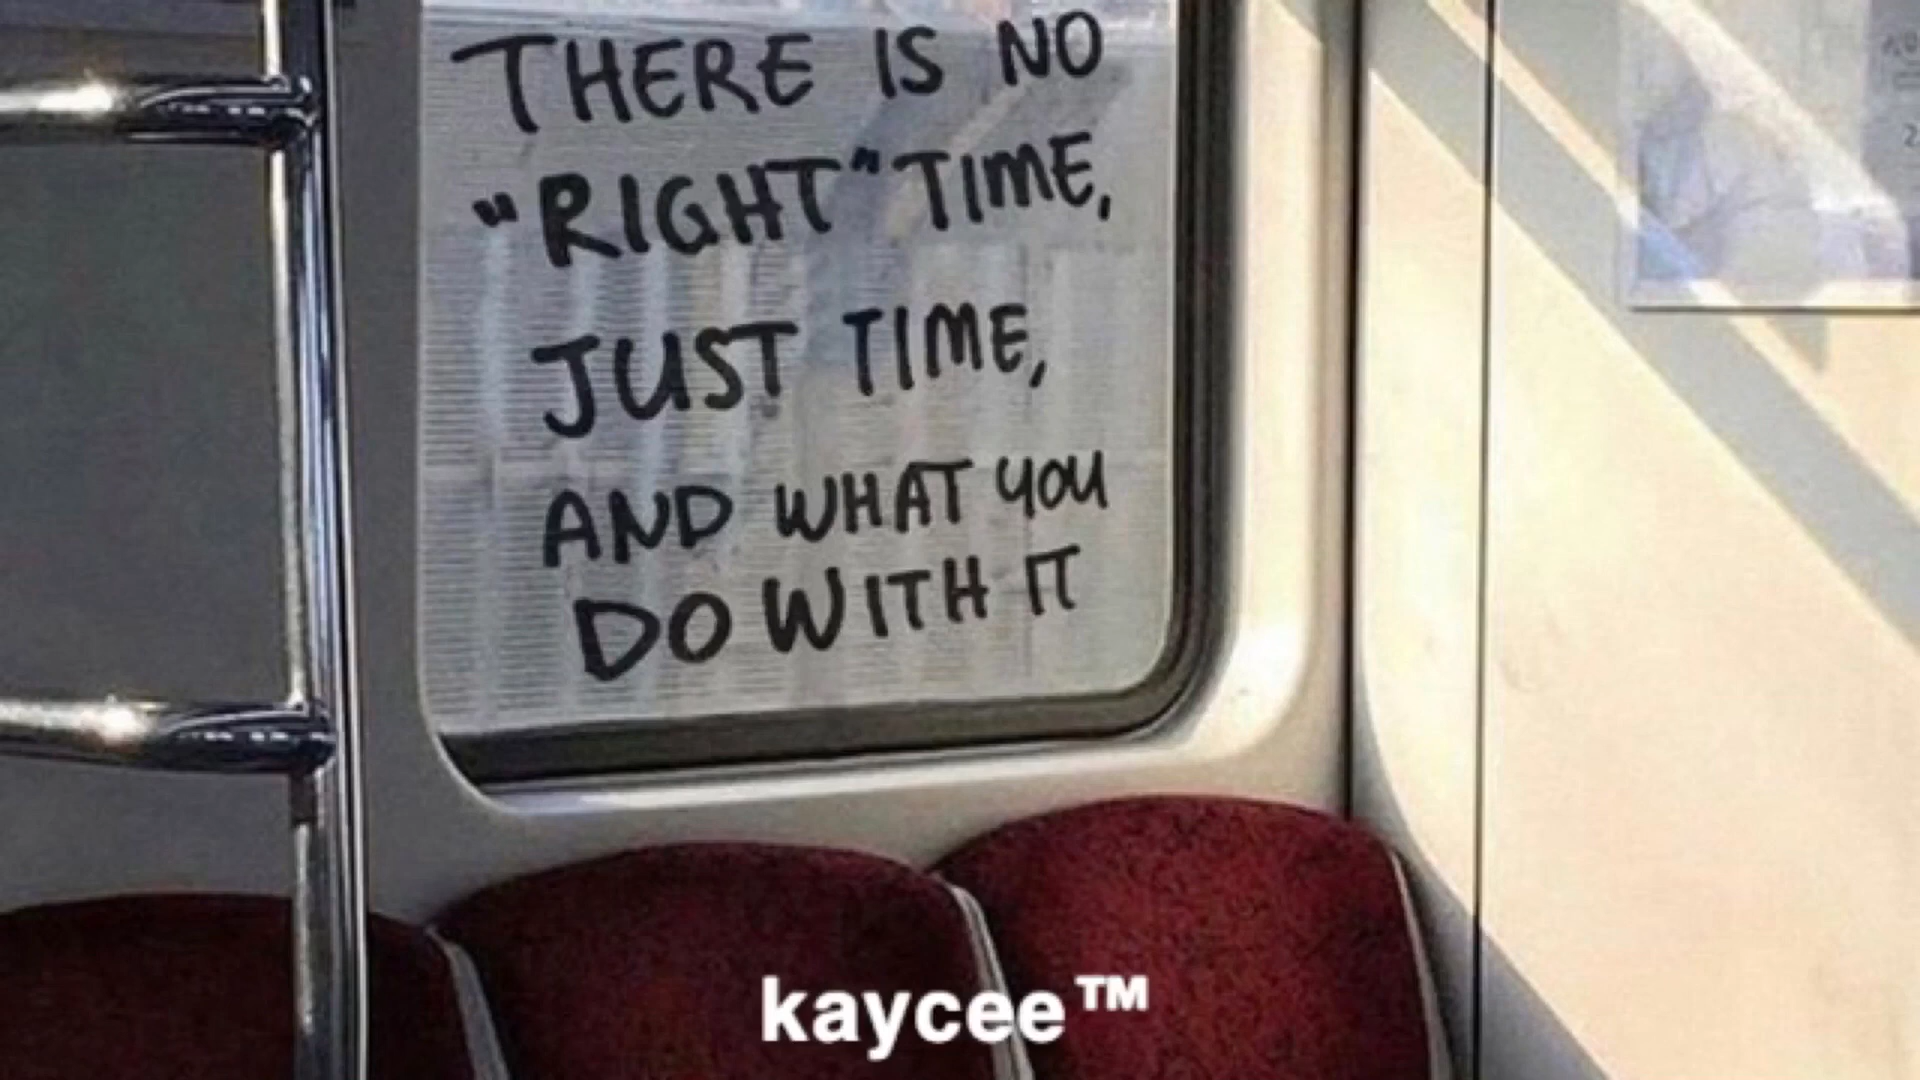 THERE IS NO
"RIGHT" TIME,
JUST TIME,
AND WHAT YOU
DO WITH IT
kaycee™